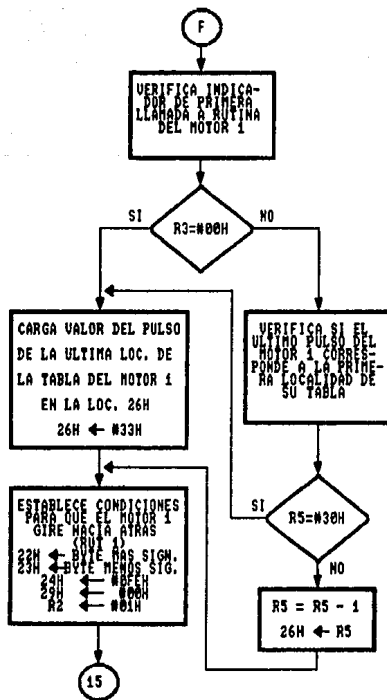 F
VERIFICA INDICA-
DOR DE PRIMERA
LLAMADA A RUTINA
DEL MOTOR 1
SI
NO
R3=#00H
CARGA VALOR DEL PULSO
DE LA ULTIMA LOC. DE
LA TABLA DEL MOTOR 1
EN LA LOC. 26H
26H ← #33H
VERIFICA SI EL
ULTIMO PULSO DEL
MOTOR 1 CORRES-
PONDE A LA PRIME-
RA LOCALIDAD DE
SU TABLA
SI
R5=#30H
NO
ESTABLECE CONDICIONES
PARA QUE EL MOTOR 1
GIRE HACIA ATRAS
(RUT 1)
22H ← BYTE MAS SIGN.
23H ← BYTE MENOS SIG.
24H ← #0FEH
29H ← #00H
R2 ← #01H
R5 = R5 - 1
26H ← R5
15